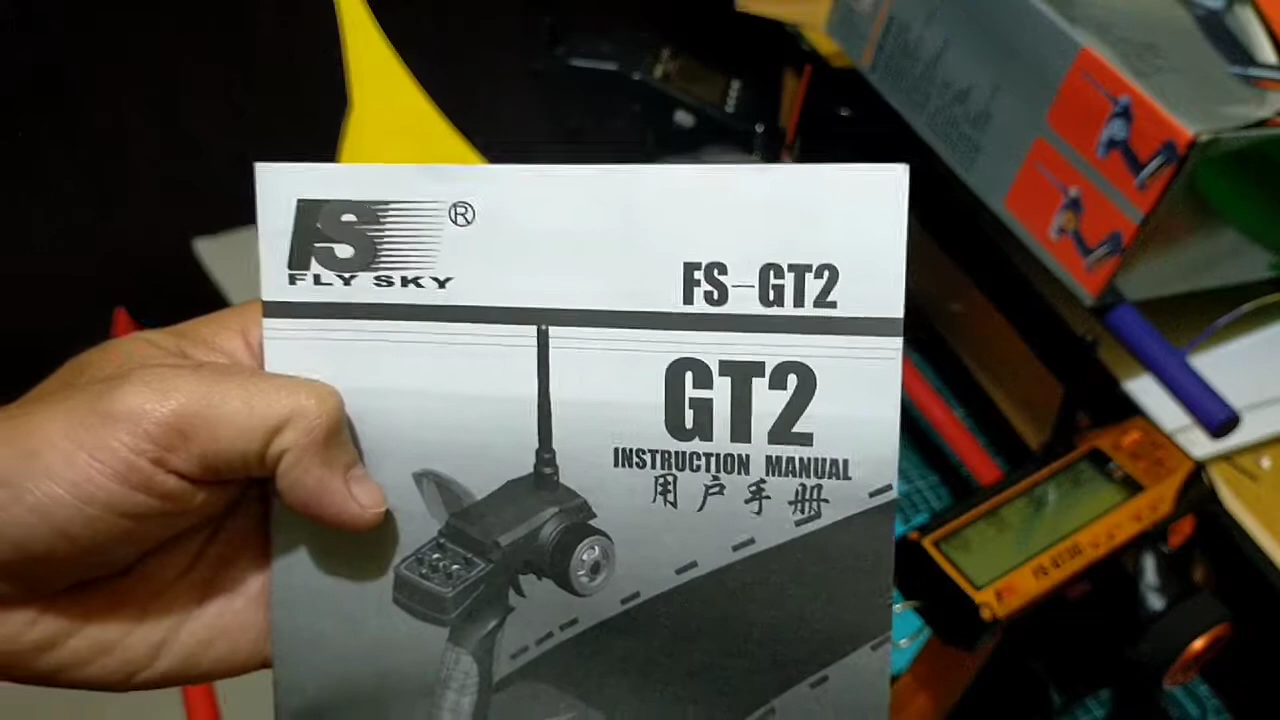 FS
®
FLY SKY
FS-GT2
GT2
INSTRUCTION MANUAL
用户手册